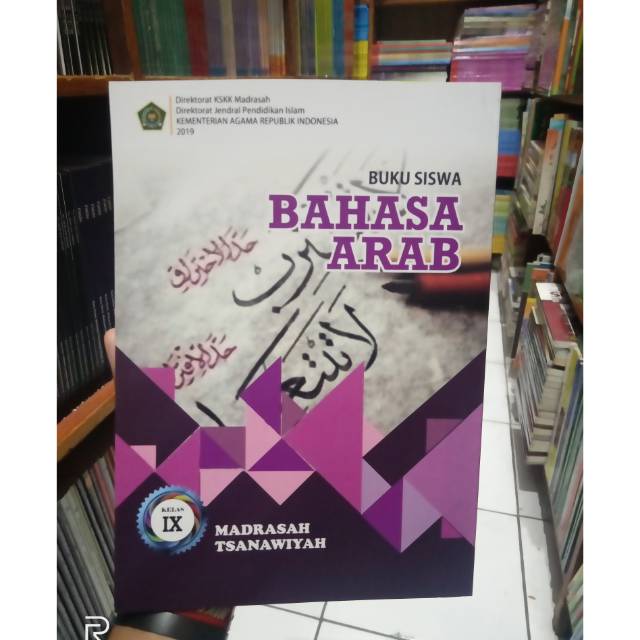 Direktorat KSKK Madrasah
Direktorat Jendral Pendidikan Islam
KEMENTERIAN AGAMA REPUBLIK INDONESIA
2019
BUKU SISWA
BAHASA
ARAB
KELAS
IX
MADRASAH
TSANAWIYAH